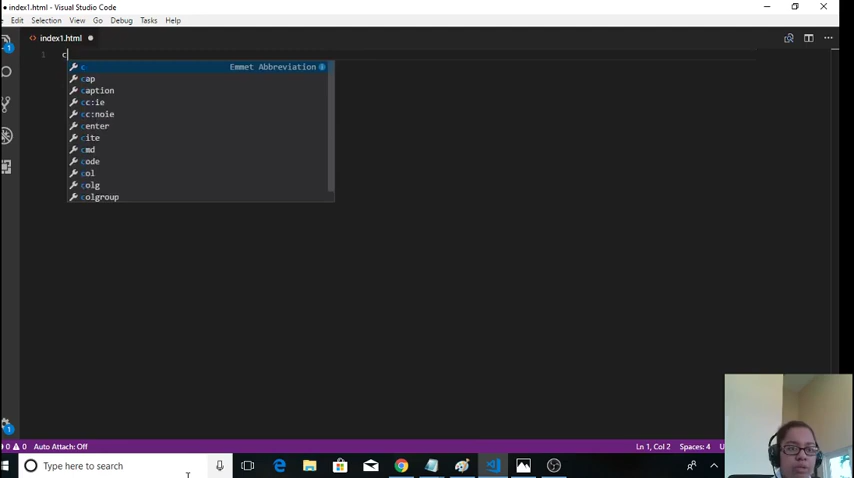 index1.html - Visual Studio Code
Edit Selection View Go Debug Tasks Help
index1.html
1 c
c Emmet Abbreviation
cap
caption
cc:ie
cc:noie
center
cite
cmd
code
col
colg
colgroup
1
1
0 0 Auto Attach: Off Ln 1, Col 2 Spaces: 4
Type here to search